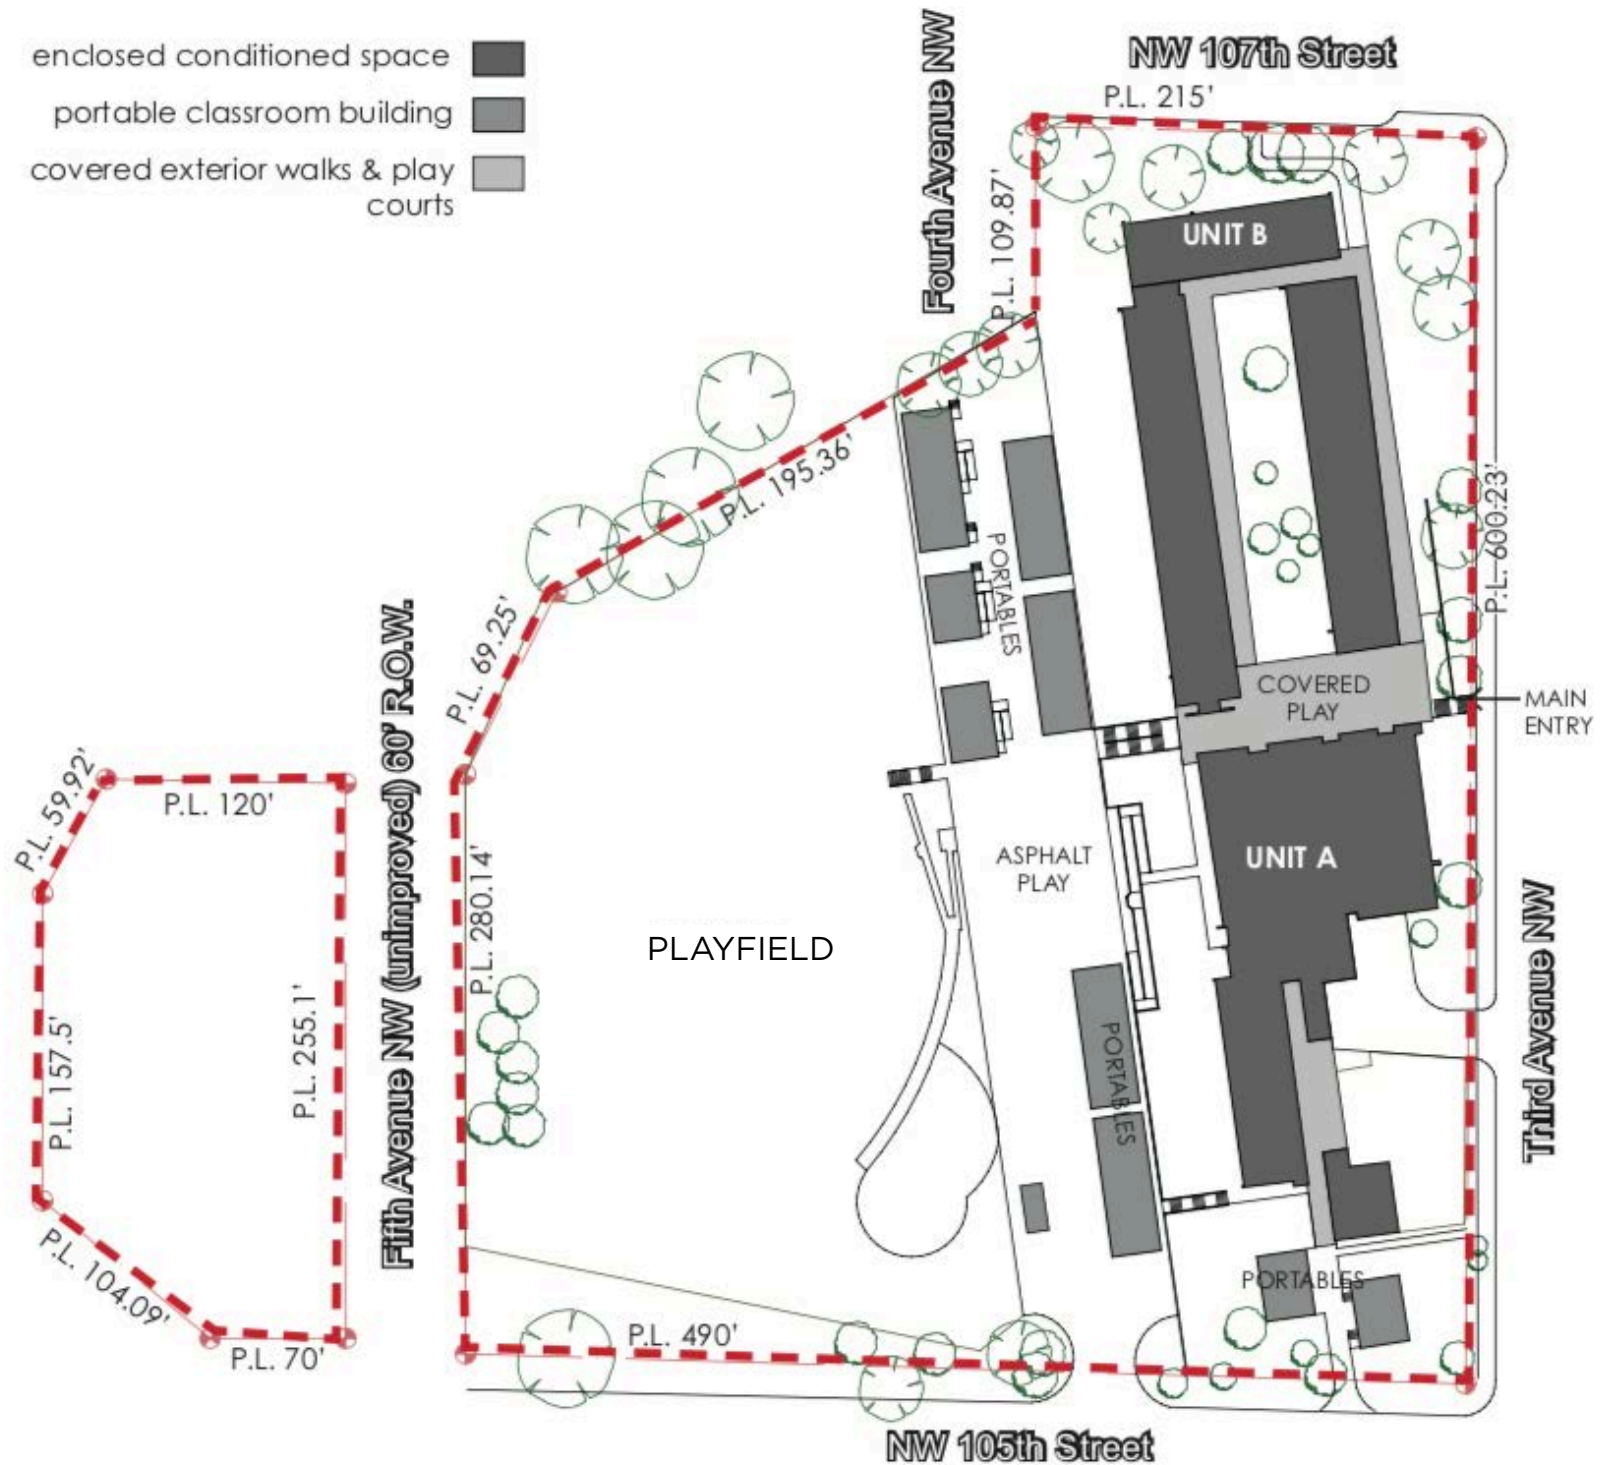 enclosed conditioned space
portable classroom building
covered exterior walks & play
courts
NW 107th Street
P.L. 215'
Fourth Avenue NW
P.L. 109.87'
UNIT B
P.L. 195.36'
PORTABLES
P.L. 600.23'
P.L. 69.25'
COVERED
PLAY
MAIN
ENTRY
Fifth Avenue NW (unimproved) 60' R.O.W.
P.L. 59.92'
P.L. 120'
P.L. 280.14'
ASPHALT
PLAY
UNIT A
PLAYFIELD
Third Avenue NW
P.L. 157.5'
P.L. 255.1'
PORTABLES
P.L. 104.09'
P.L. 70'
PORTABLES
P.L. 490'
NW 105th Street